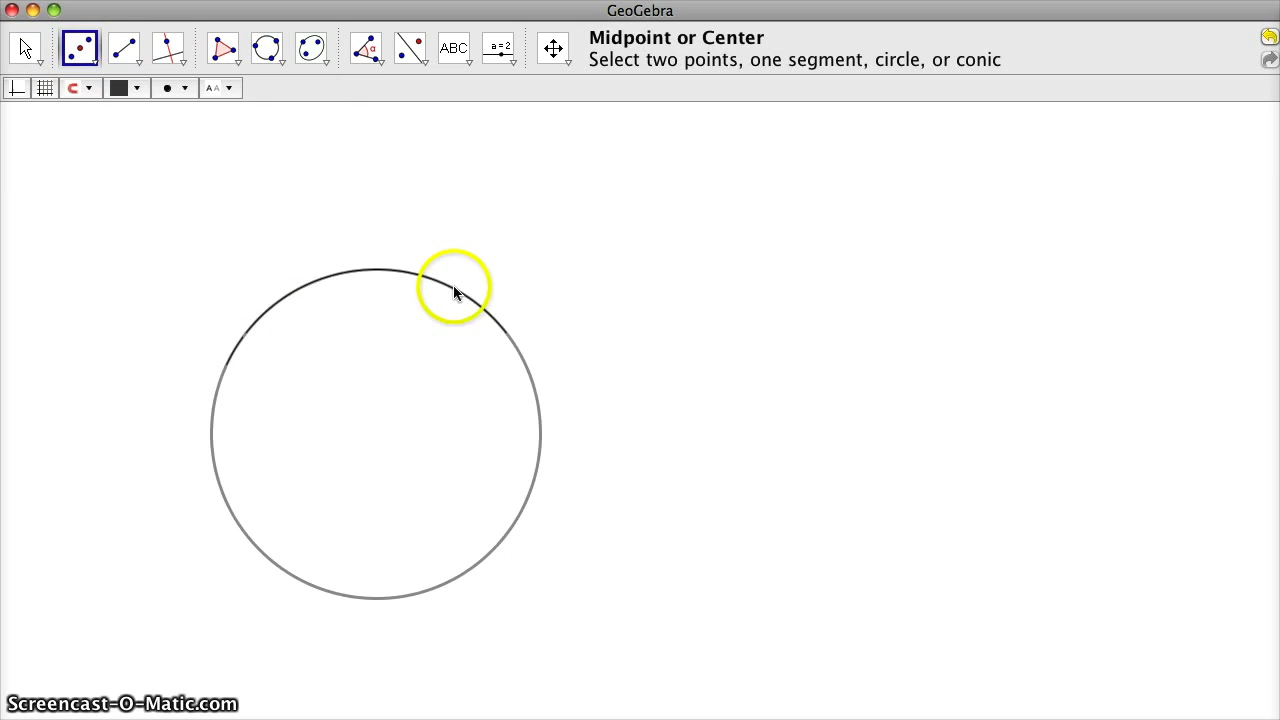 GeoGebra
Midpoint or Center
Select two points, one segment, circle, or conic
α
ABC
a=2
A A
Screencast-O-Matic.com